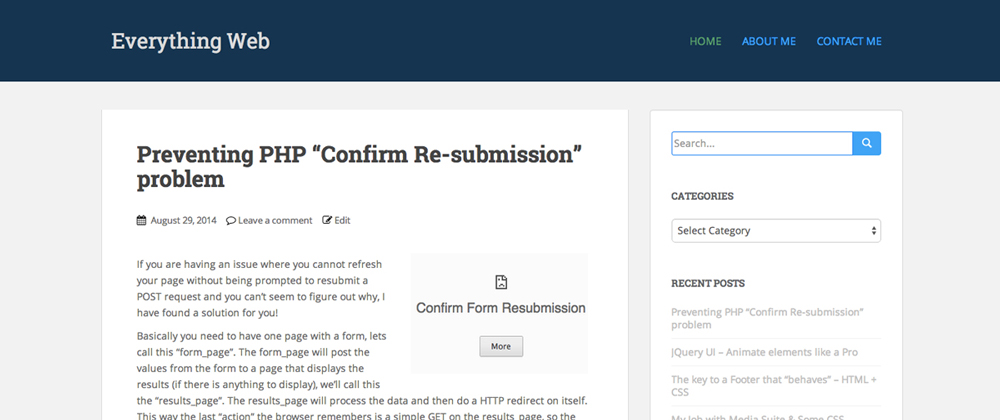 Everything Web
HOME ABOUT ME CONTACT ME
Preventing PHP “Confirm Re-submission”
problem
August 29, 2014 Leave a comment Edit
If you are having an issue where you cannot refresh
your page without being prompted to resubmit a
POST request and you can’t seem to figure out why, I
have found a solution for you!
Confirm Form Resubmission
More
Basically you need to have one page with a form, lets
call this “form_page”. The form_page will post the
values from the form to a page that displays the
results (if there is anything to display), we’ll call this
the “results_page”. The results_page will process the data and then do a HTTP redirect on itself.
This way the last “action” the browser remembers is a simple GET on the results_page, so the
Search...
CATEGORIES
Select Category
RECENT POSTS
Preventing PHP “Confirm Re-submission”
problem
JQuery UI – Animate elements like a Pro
The key to a Footer that “behaves” – HTML +
CSS
My Job with Media Suite & Some CSS